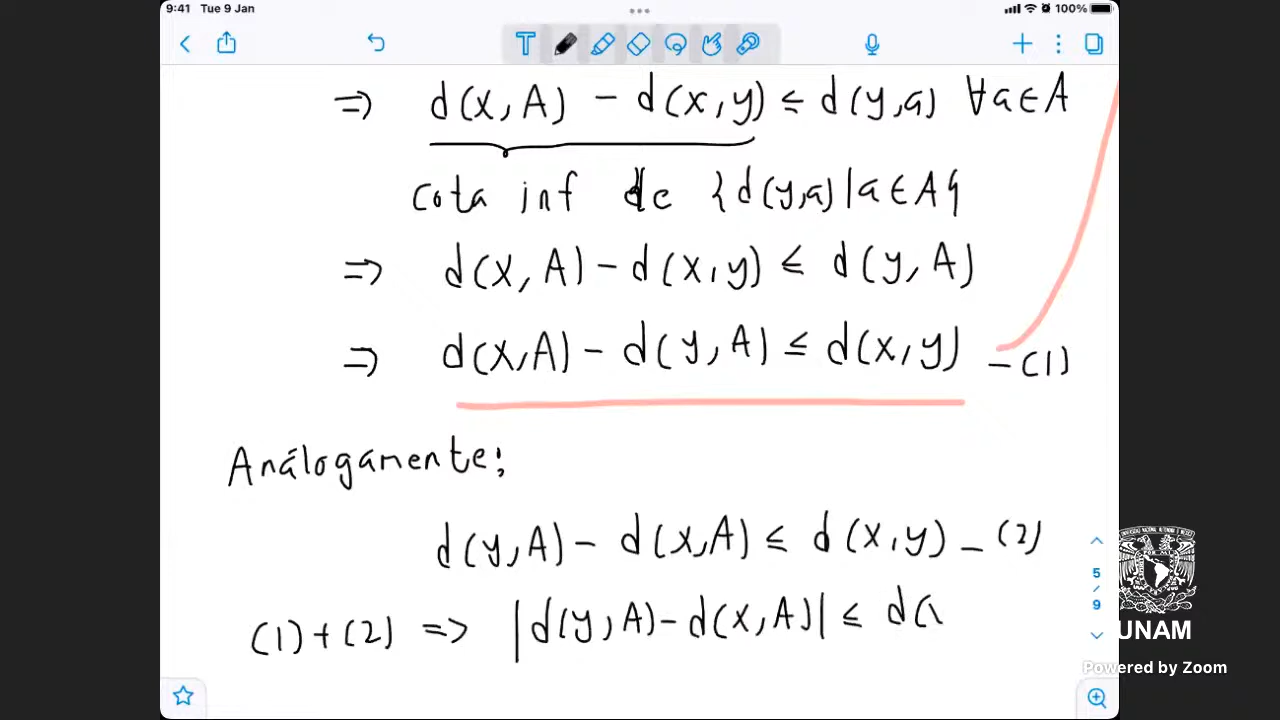 9:41 Tue 9 Jan 100%
T
⇒ d(x,A) - d(x,y) ≤ d(y,a) ∀a∈A
cota inf de {d(y,a)|a∈A}
⇒ d(x,A) - d(x,y) ≤ d(y,A)
⇒ d(x,A) - d(y,A) ≤ d(x,y) -(1)
Análogamente:
d(y,A) - d(x,A) ≤ d(x,y) -(2)
(1)+(2) ⇒ |d(y,A) - d(x,A)| ≤ d(
5
/
9
UNAM
Powered by Zoom